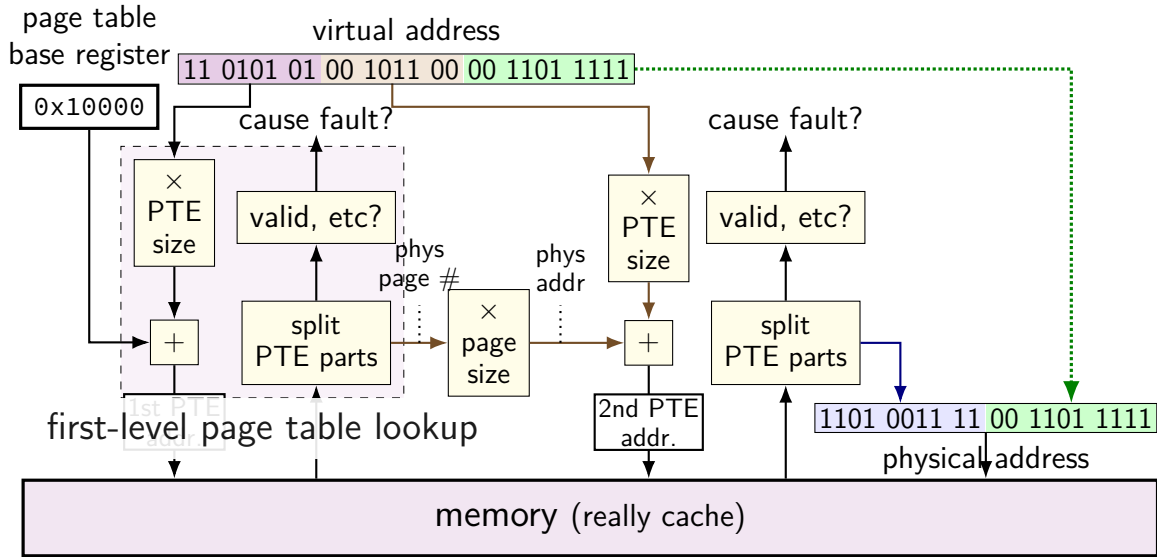 page table
base register
virtual address
11 0101 01 00 1011 00 00 1101 1111
0x10000
cause fault?
cause fault?
×
PTE
size
valid, etc?
×
PTE
size
valid, etc?
phys
page #
phys
addr
+
split
PTE parts
×
page
size
+
split
PTE parts
1st PTE
addr.
first-level page table lookup
2nd PTE
addr.
1101 0011 11 00 1101 1111
physical address
memory (really cache)